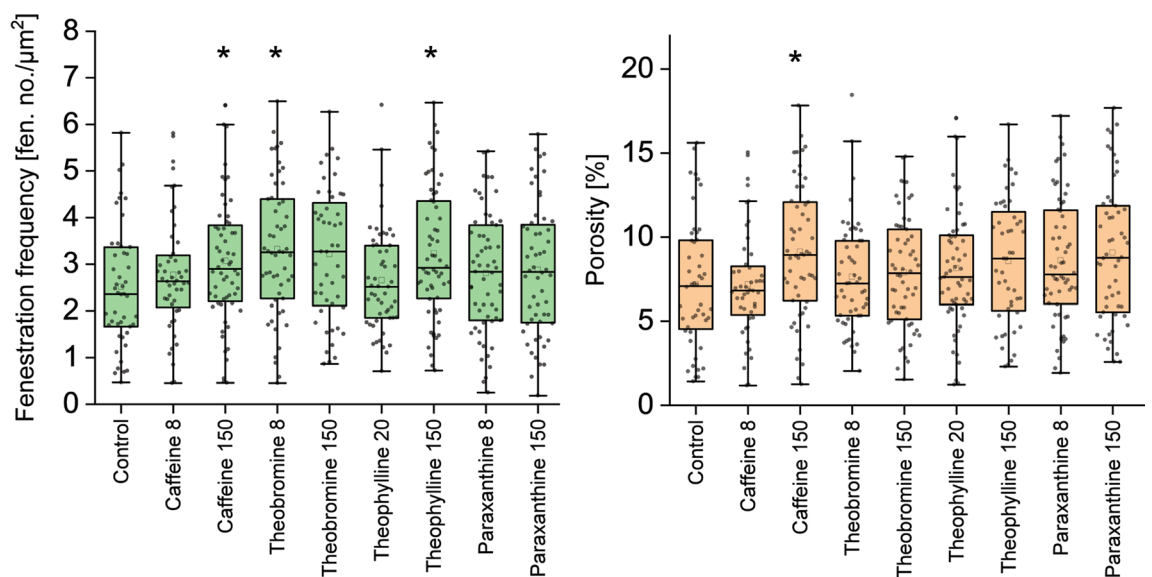 Fenestration frequency [fen. no./µm²]
8
7
6
5
4
3
2
1
0
* * *
Control
Caffeine 8
Caffeine 150
Theobromine 8
Theobromine 150
Theophylline 20
Theophylline 150
Paraxanthine 8
Paraxanthine 150
Porosity [%]
20
15
10
5
0
*
Control
Caffeine 8
Caffeine 150
Theobromine 8
Theobromine 150
Theophylline 20
Theophylline 150
Paraxanthine 8
Paraxanthine 150